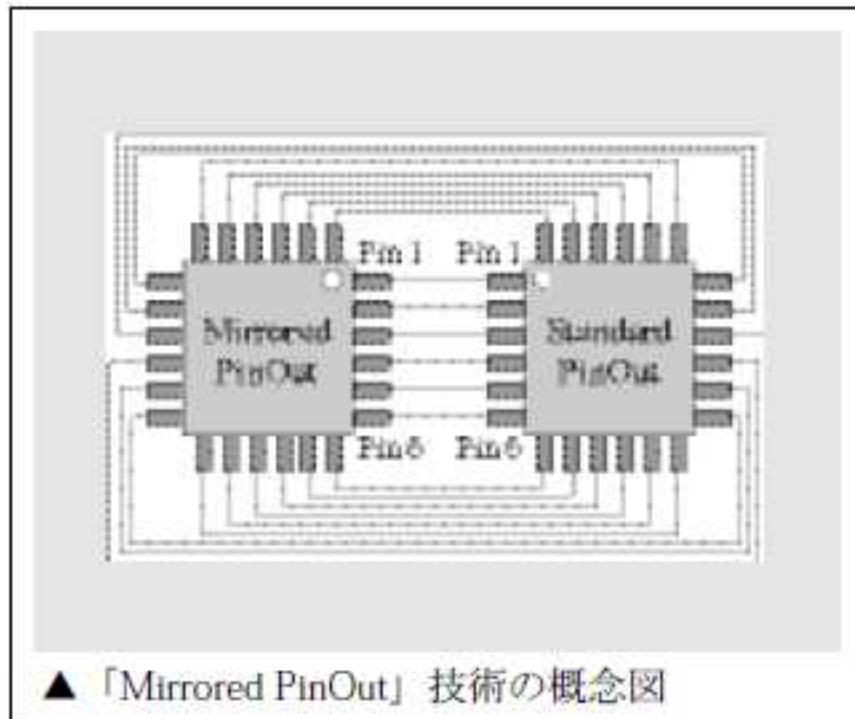 Pin 1 Pin 1
Mirrored
PinOut
Standard
PinOut
Pin 6 Pin 6
▲「Mirrored PinOut」技術の概念図